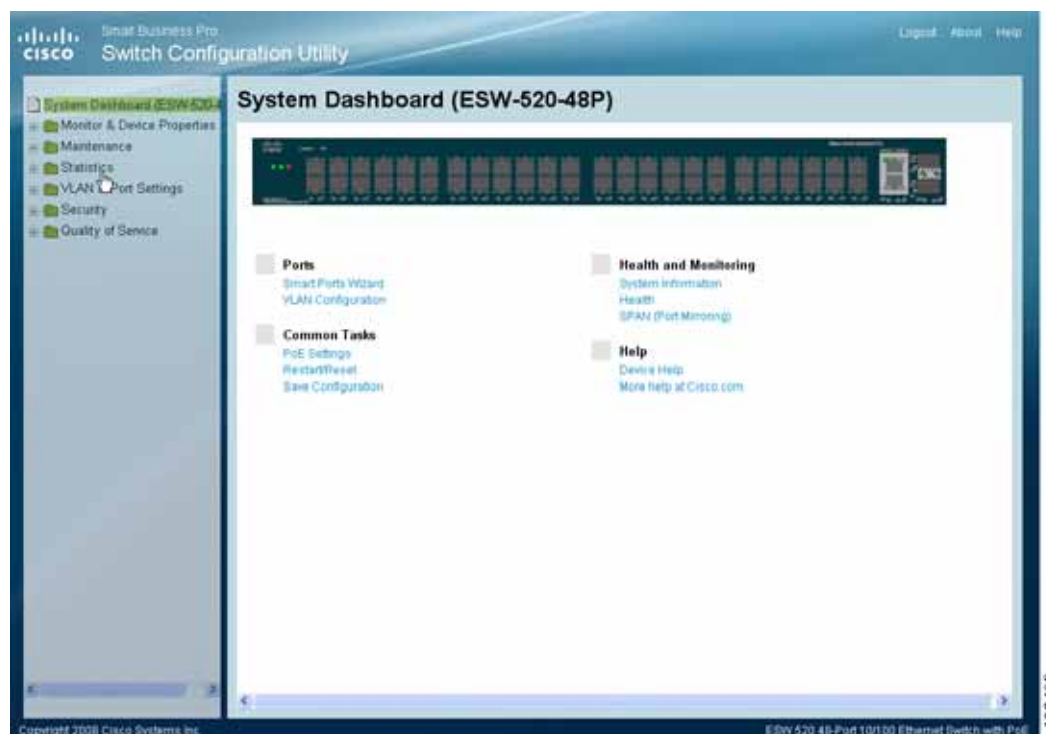 Small Business Pro
CISCO
Switch Configuration Utility
Logout About Help
System Dashboard (ESW-520-4
Monitor & Device Properties
Maintenance
Statistics
VLAN Port Settings
Security
Quality of Service
System Dashboard (ESW-520-48P)
Ports
Smart Ports Wizard
VLAN Configuration
Common Tasks
PoE Settings
Restart/Reset
Save Configuration
Health and Monitoring
System Information
Health
SPAN (Port Mirroring)
Help
Device Help
More help at Cisco.com
Copyright 2008 Cisco Systems Inc
ESW 520 48-Port 10/100 Ethernet Switch with PoE